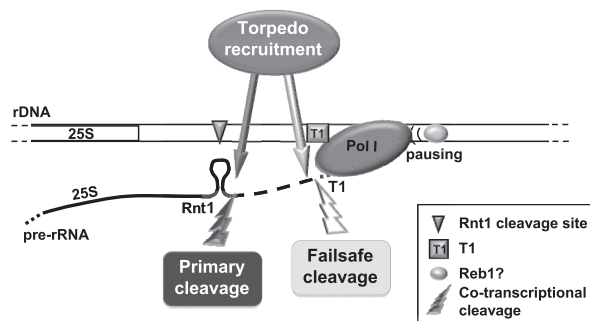 Torpedo
recruitment
rDNA
25S
T1
Pol I
pausing
25S
Rnt1
T1
pre-rRNA
Primary
cleavage
Failsafe
cleavage
Rnt1 cleavage site
T1 T1
Reb1?
Co-transcriptional
cleavage